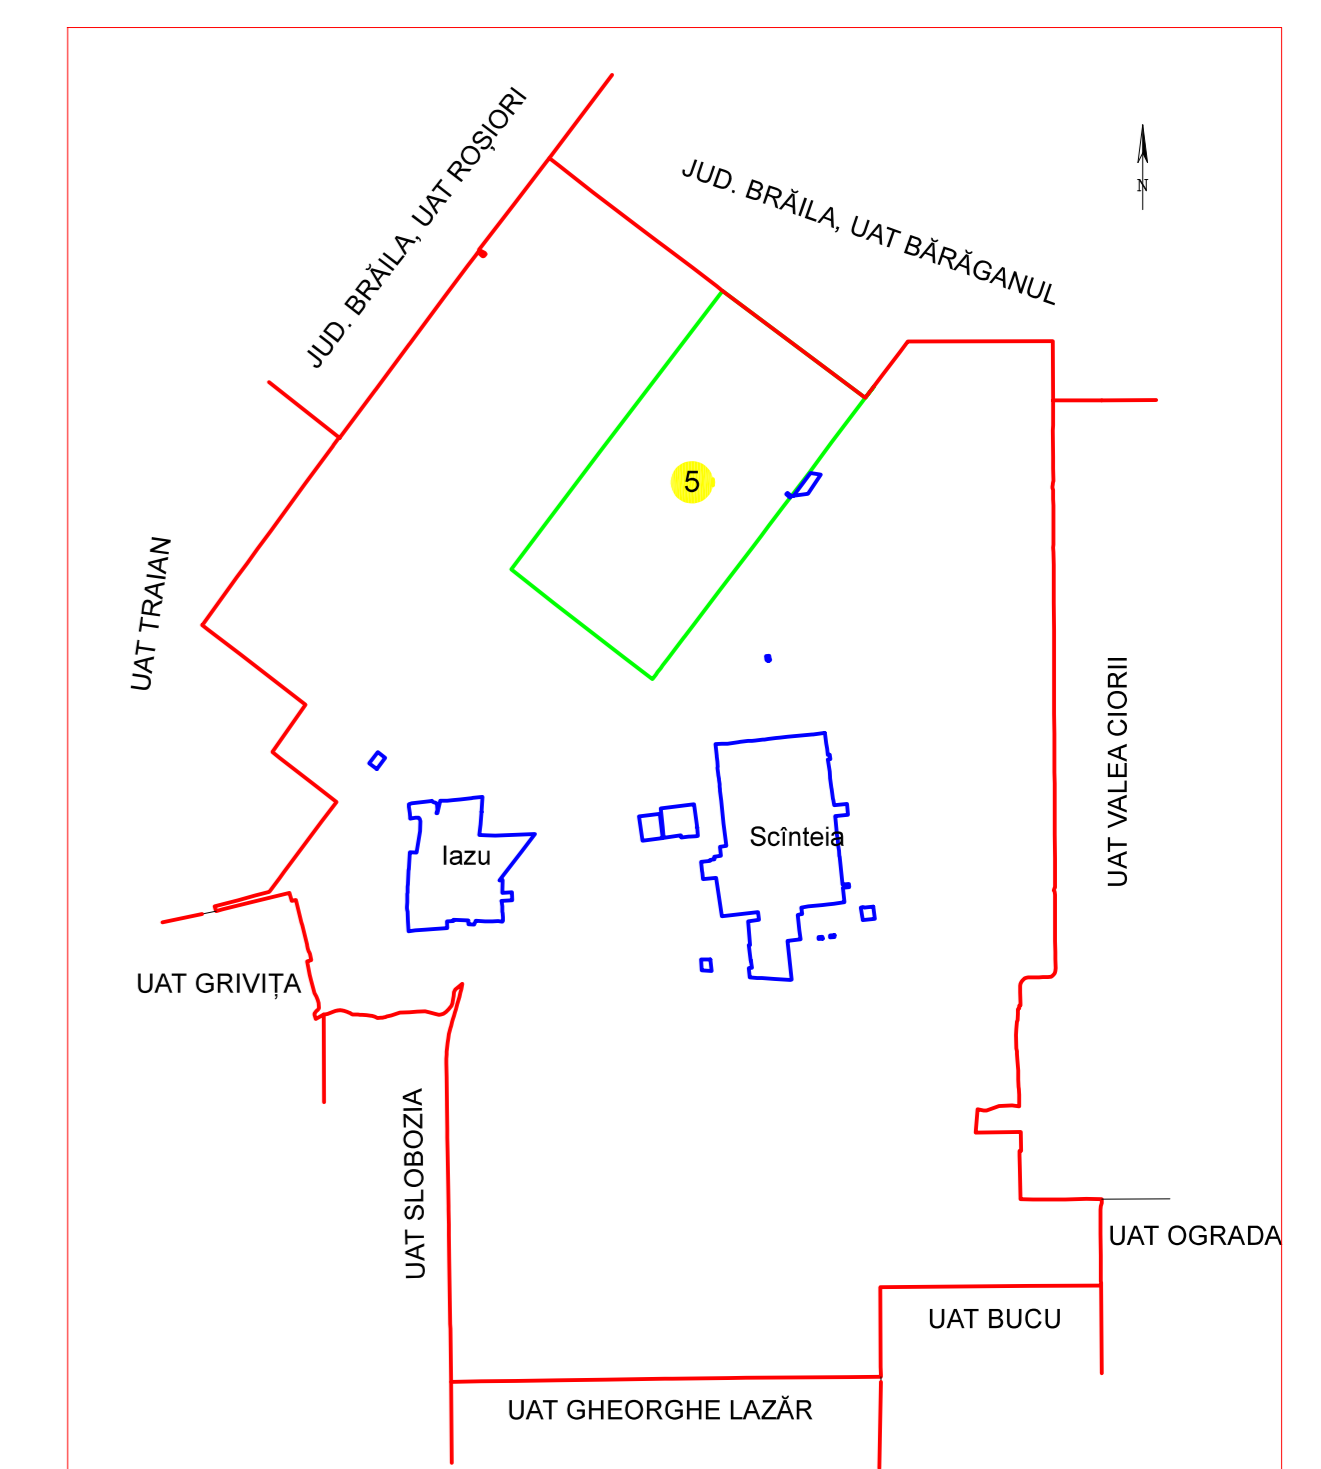 JUD. BRĂILA, UAT ROȘIORI
JUD. BRĂILA, UAT BĂRĂGANUL
N
5
UAT TRAIAN
UAT VALEA CIORII
Scînteia
Iazu
UAT GRIVIȚA
UAT SLOBOZIA
UAT OGRADA
UAT BUCU
UAT GHEORGHE LAZĂR